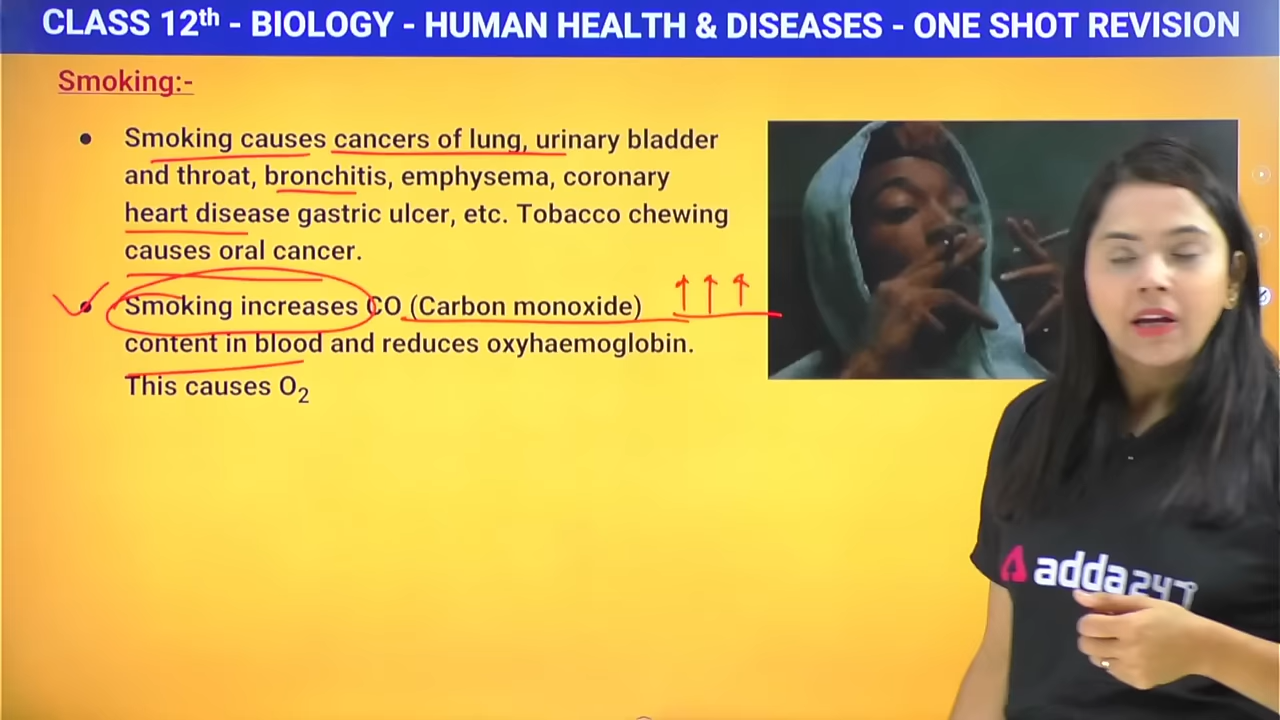 CLASS 12th - BIOLOGY - HUMAN HEALTH & DISEASES - ONE SHOT REVISION
Smoking:-
• Smoking causes cancers of lung, urinary bladder
and throat, bronchitis, emphysema, coronary
heart disease gastric ulcer, etc. Tobacco chewing
causes oral cancer.
• Smoking increases CO (Carbon monoxide)
content in blood and reduces oxyhaemoglobin.
This causes O₂
adda247